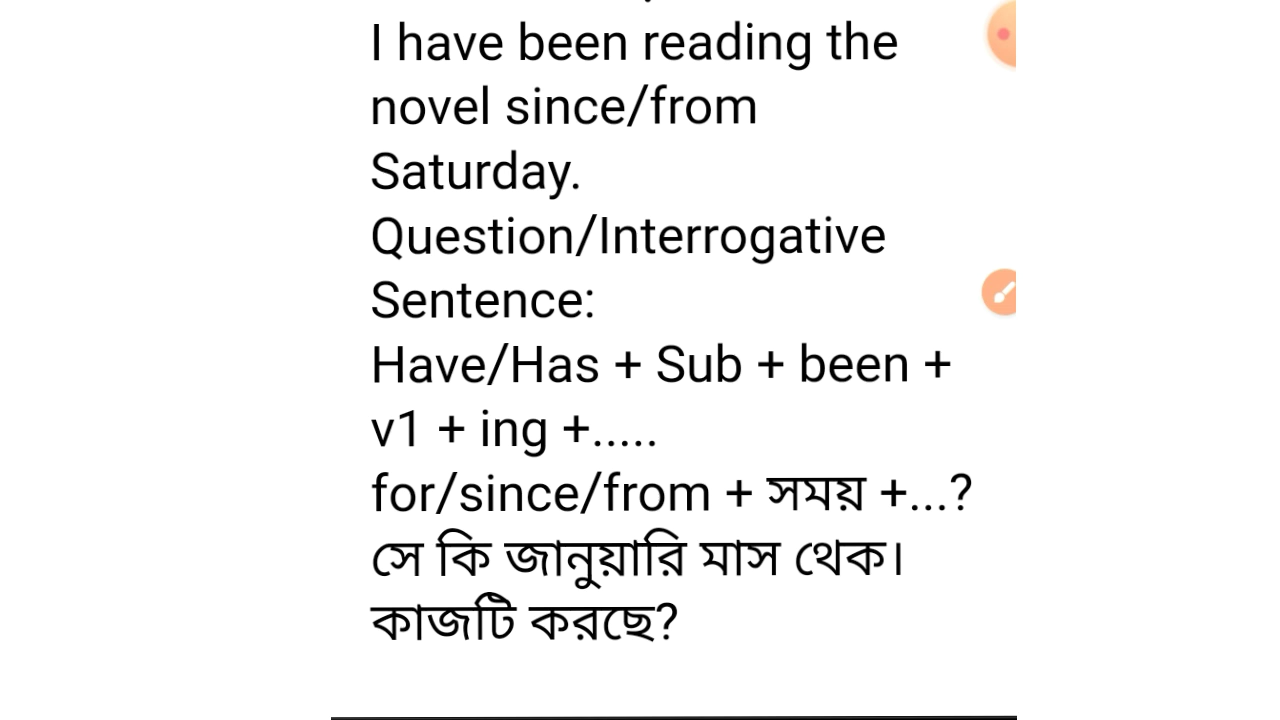 I have been reading the
novel since/from
Saturday.
Question/Interrogative
Sentence:
Have/Has + Sub + been +
v1 + ing +.....
for/since/from + সময় +...?
সে কি জানুয়ারি মাস থেক।
কাজটি করছে?